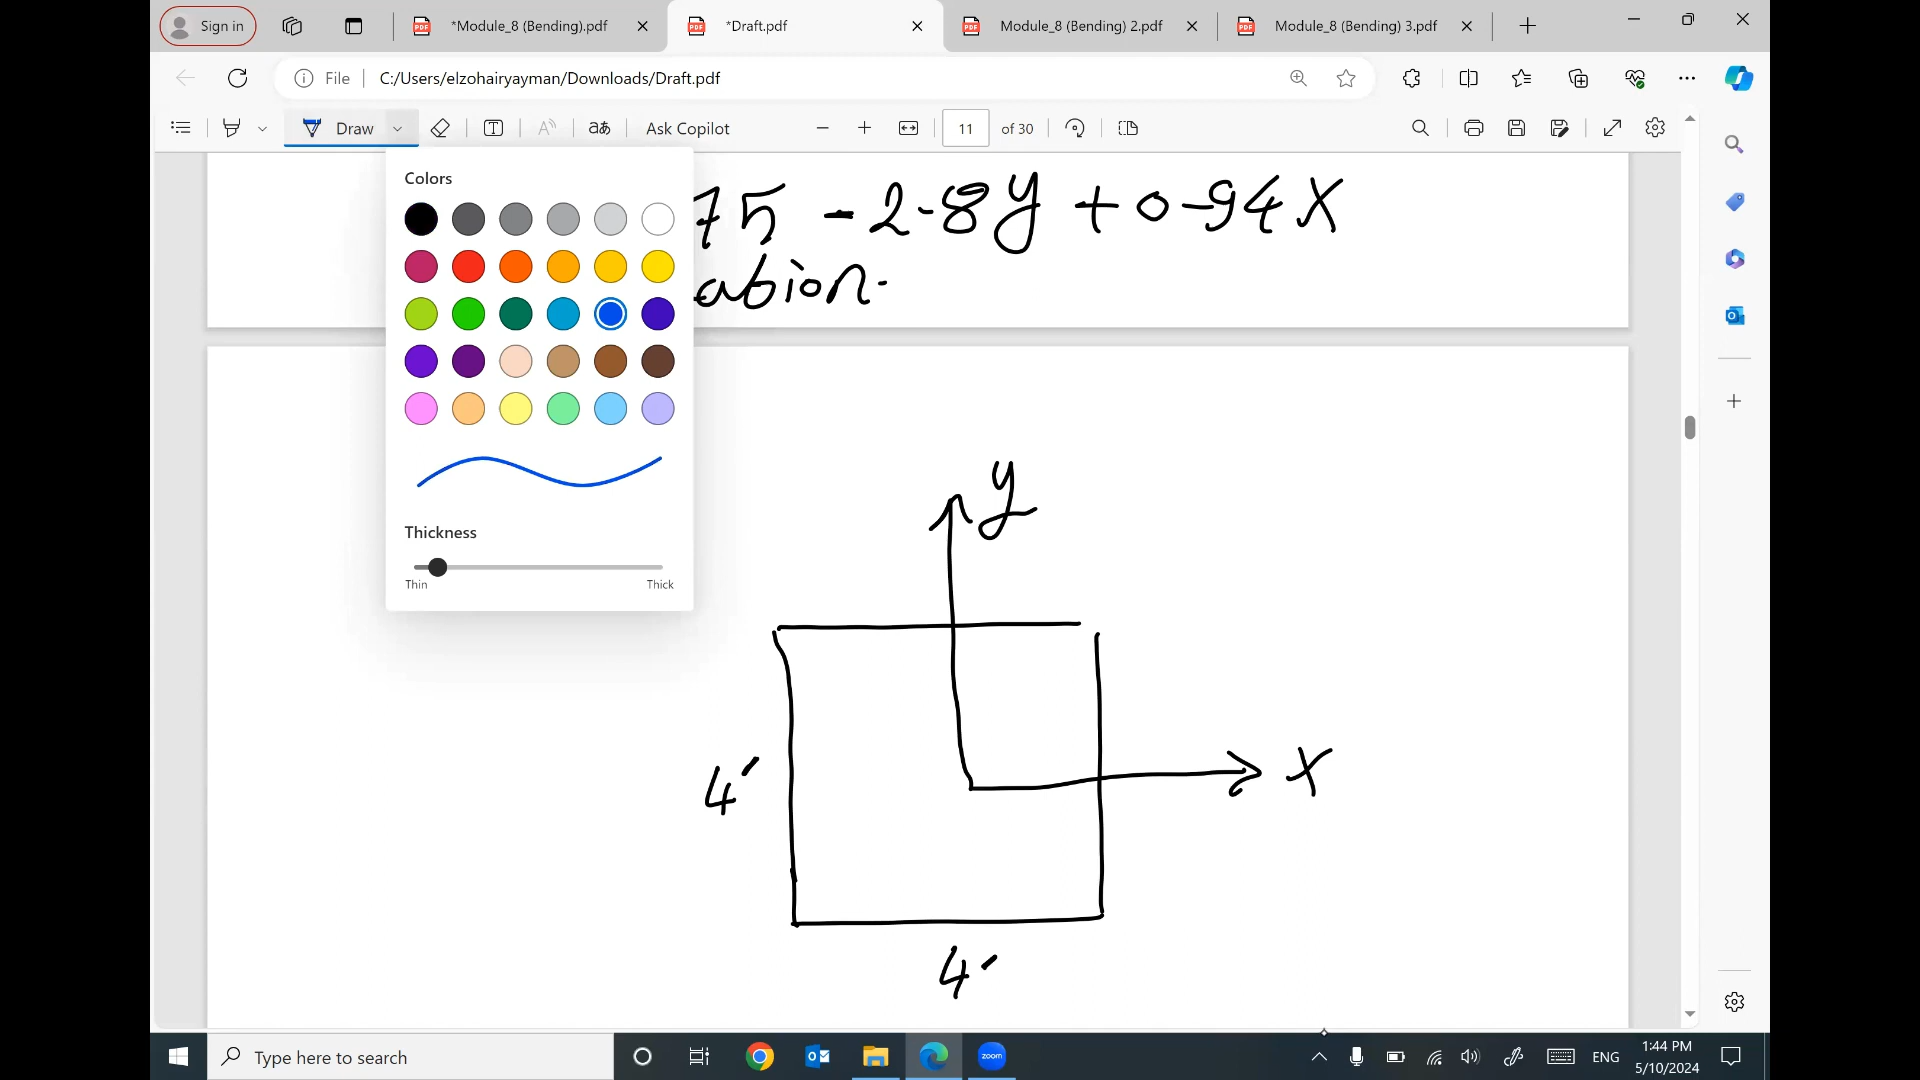 Sign in
*Module_8 (Bending).pdf
*Draft.pdf
Module_8 (Bending) 2.pdf
Module_8 (Bending) 3.pdf
File
C:/Users/elzohairyayman/Downloads/Draft.pdf
Draw
Ask Copilot
11 of 30
Colors
Thickness
Thin
Thick
75 - 2.8y + 0.94X
ation.
y
4'
X
4'
Type here to search
zoom
ENG
1:44 PM
5/10/2024